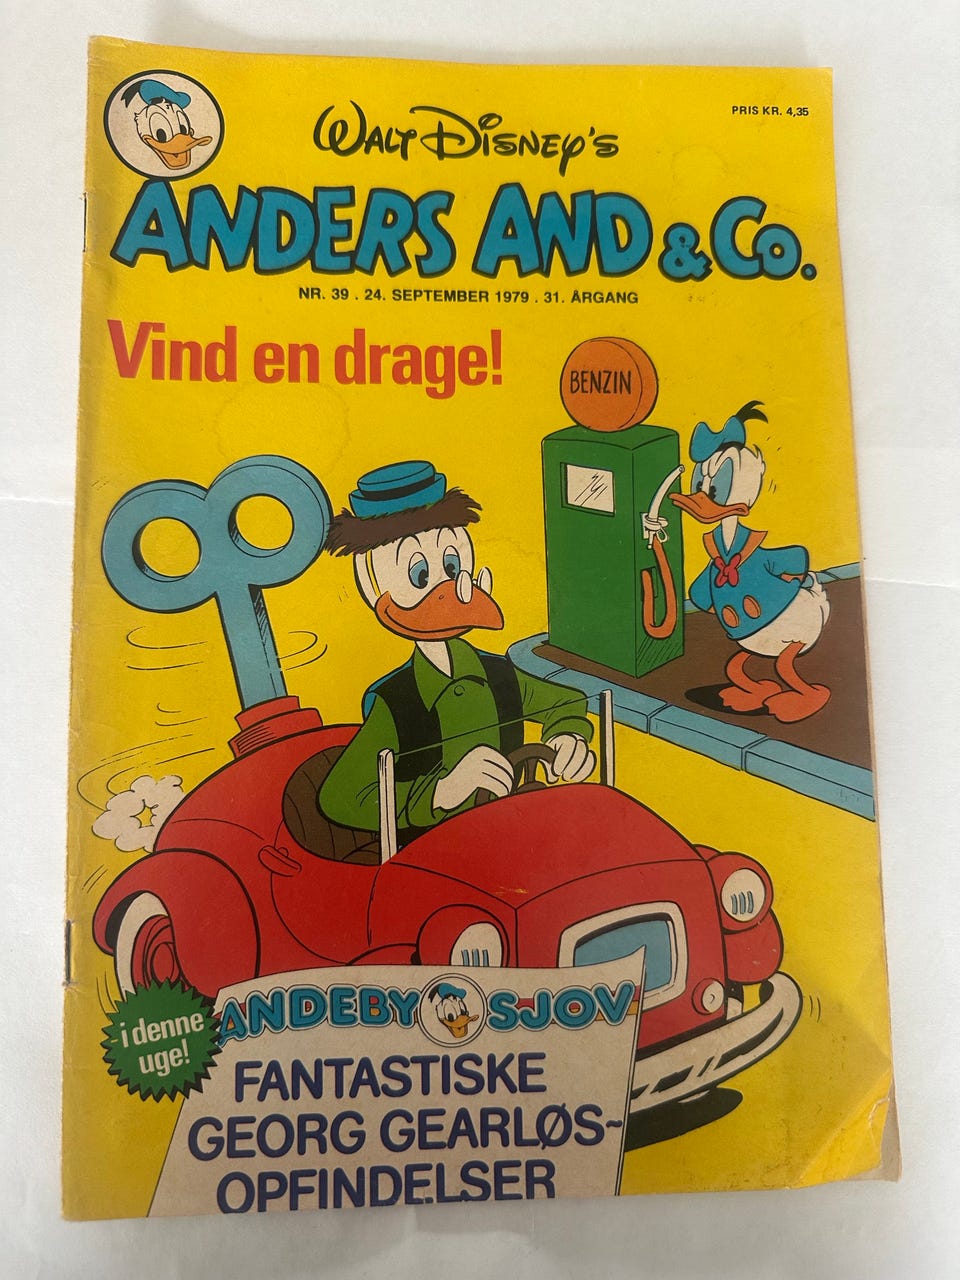 PRIS KR. 4,35
WALT DISNEY'S
ANDERS AND & Co.
NR. 39 . 24. SEPTEMBER 1979 . 31. ÅRGANG
Vind en drage!
BENZIN
-i denne
uge!
ANDEBY SJOV
FANTASTISKE
GEORG GEARLØS-
OPFINDELSER